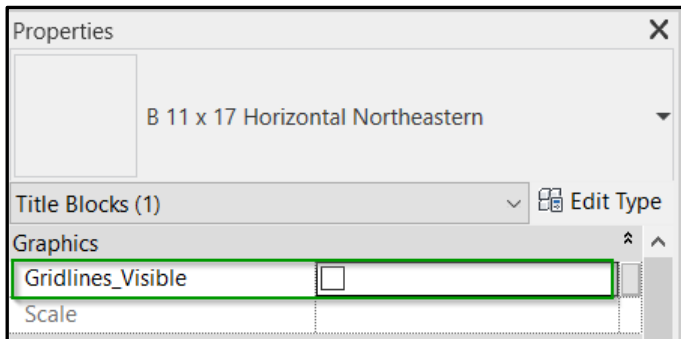 Properties
B 11 x 17 Horizontal Northeastern
Title Blocks (1)
Edit Type
Graphics
Gridlines_Visible
Scale